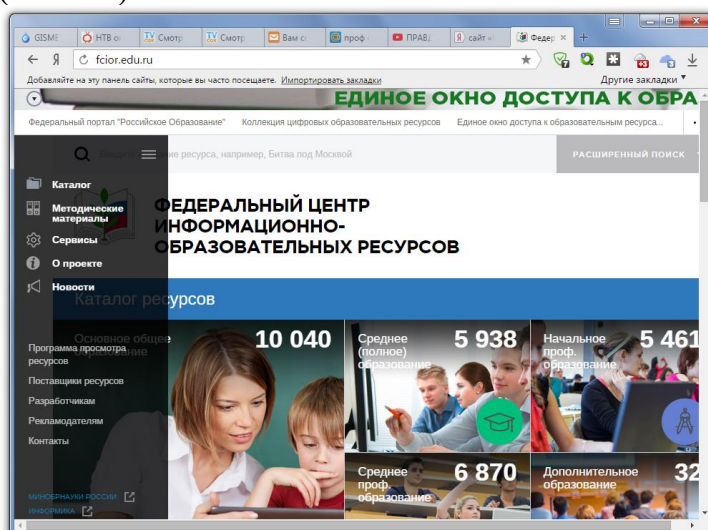 GISME
НТВ о
Смотр
Смотр
Вам с
проф
ПРАВ
сайт
Федер
fcior.edu.ru
Добавляйте на эту панель сайты, которые вы часто посещаете. Импортировать закладки
Другие закладки
ЕДИНОЕ ОКНО ДОСТУПА К ОБРА
Федеральный портал "Российское Образование"
Коллекция цифровых образовательных ресурсов
Единое окно доступа к образовательным ресурса...
ие ресурса, например, Битва под Москвой
РАСШИРЕННЫЙ ПОИСК
Каталог
Методические
материалы
Сервисы
О проекте
Новости
ФЕДЕРАЛЬНЫЙ ЦЕНТР
ИНФОРМАЦИОННО-
ОБРАЗОВАТЕЛЬНЫХ РЕСУРСОВ
Каталог ресурсов
Основное общее
образование
10 040
Среднее
(полное)
образование
5 938
Начальное
проф.
образование
5 461
Программа просмотра
ресурсов
Поставщики ресурсов
Разработчикам
Рекламодателям
Контакты
Среднее
проф.
образование
6 870
Дополнительное
образование
32
МИНОБРНАУКИ РОССИИ
ИНФОРМИКА